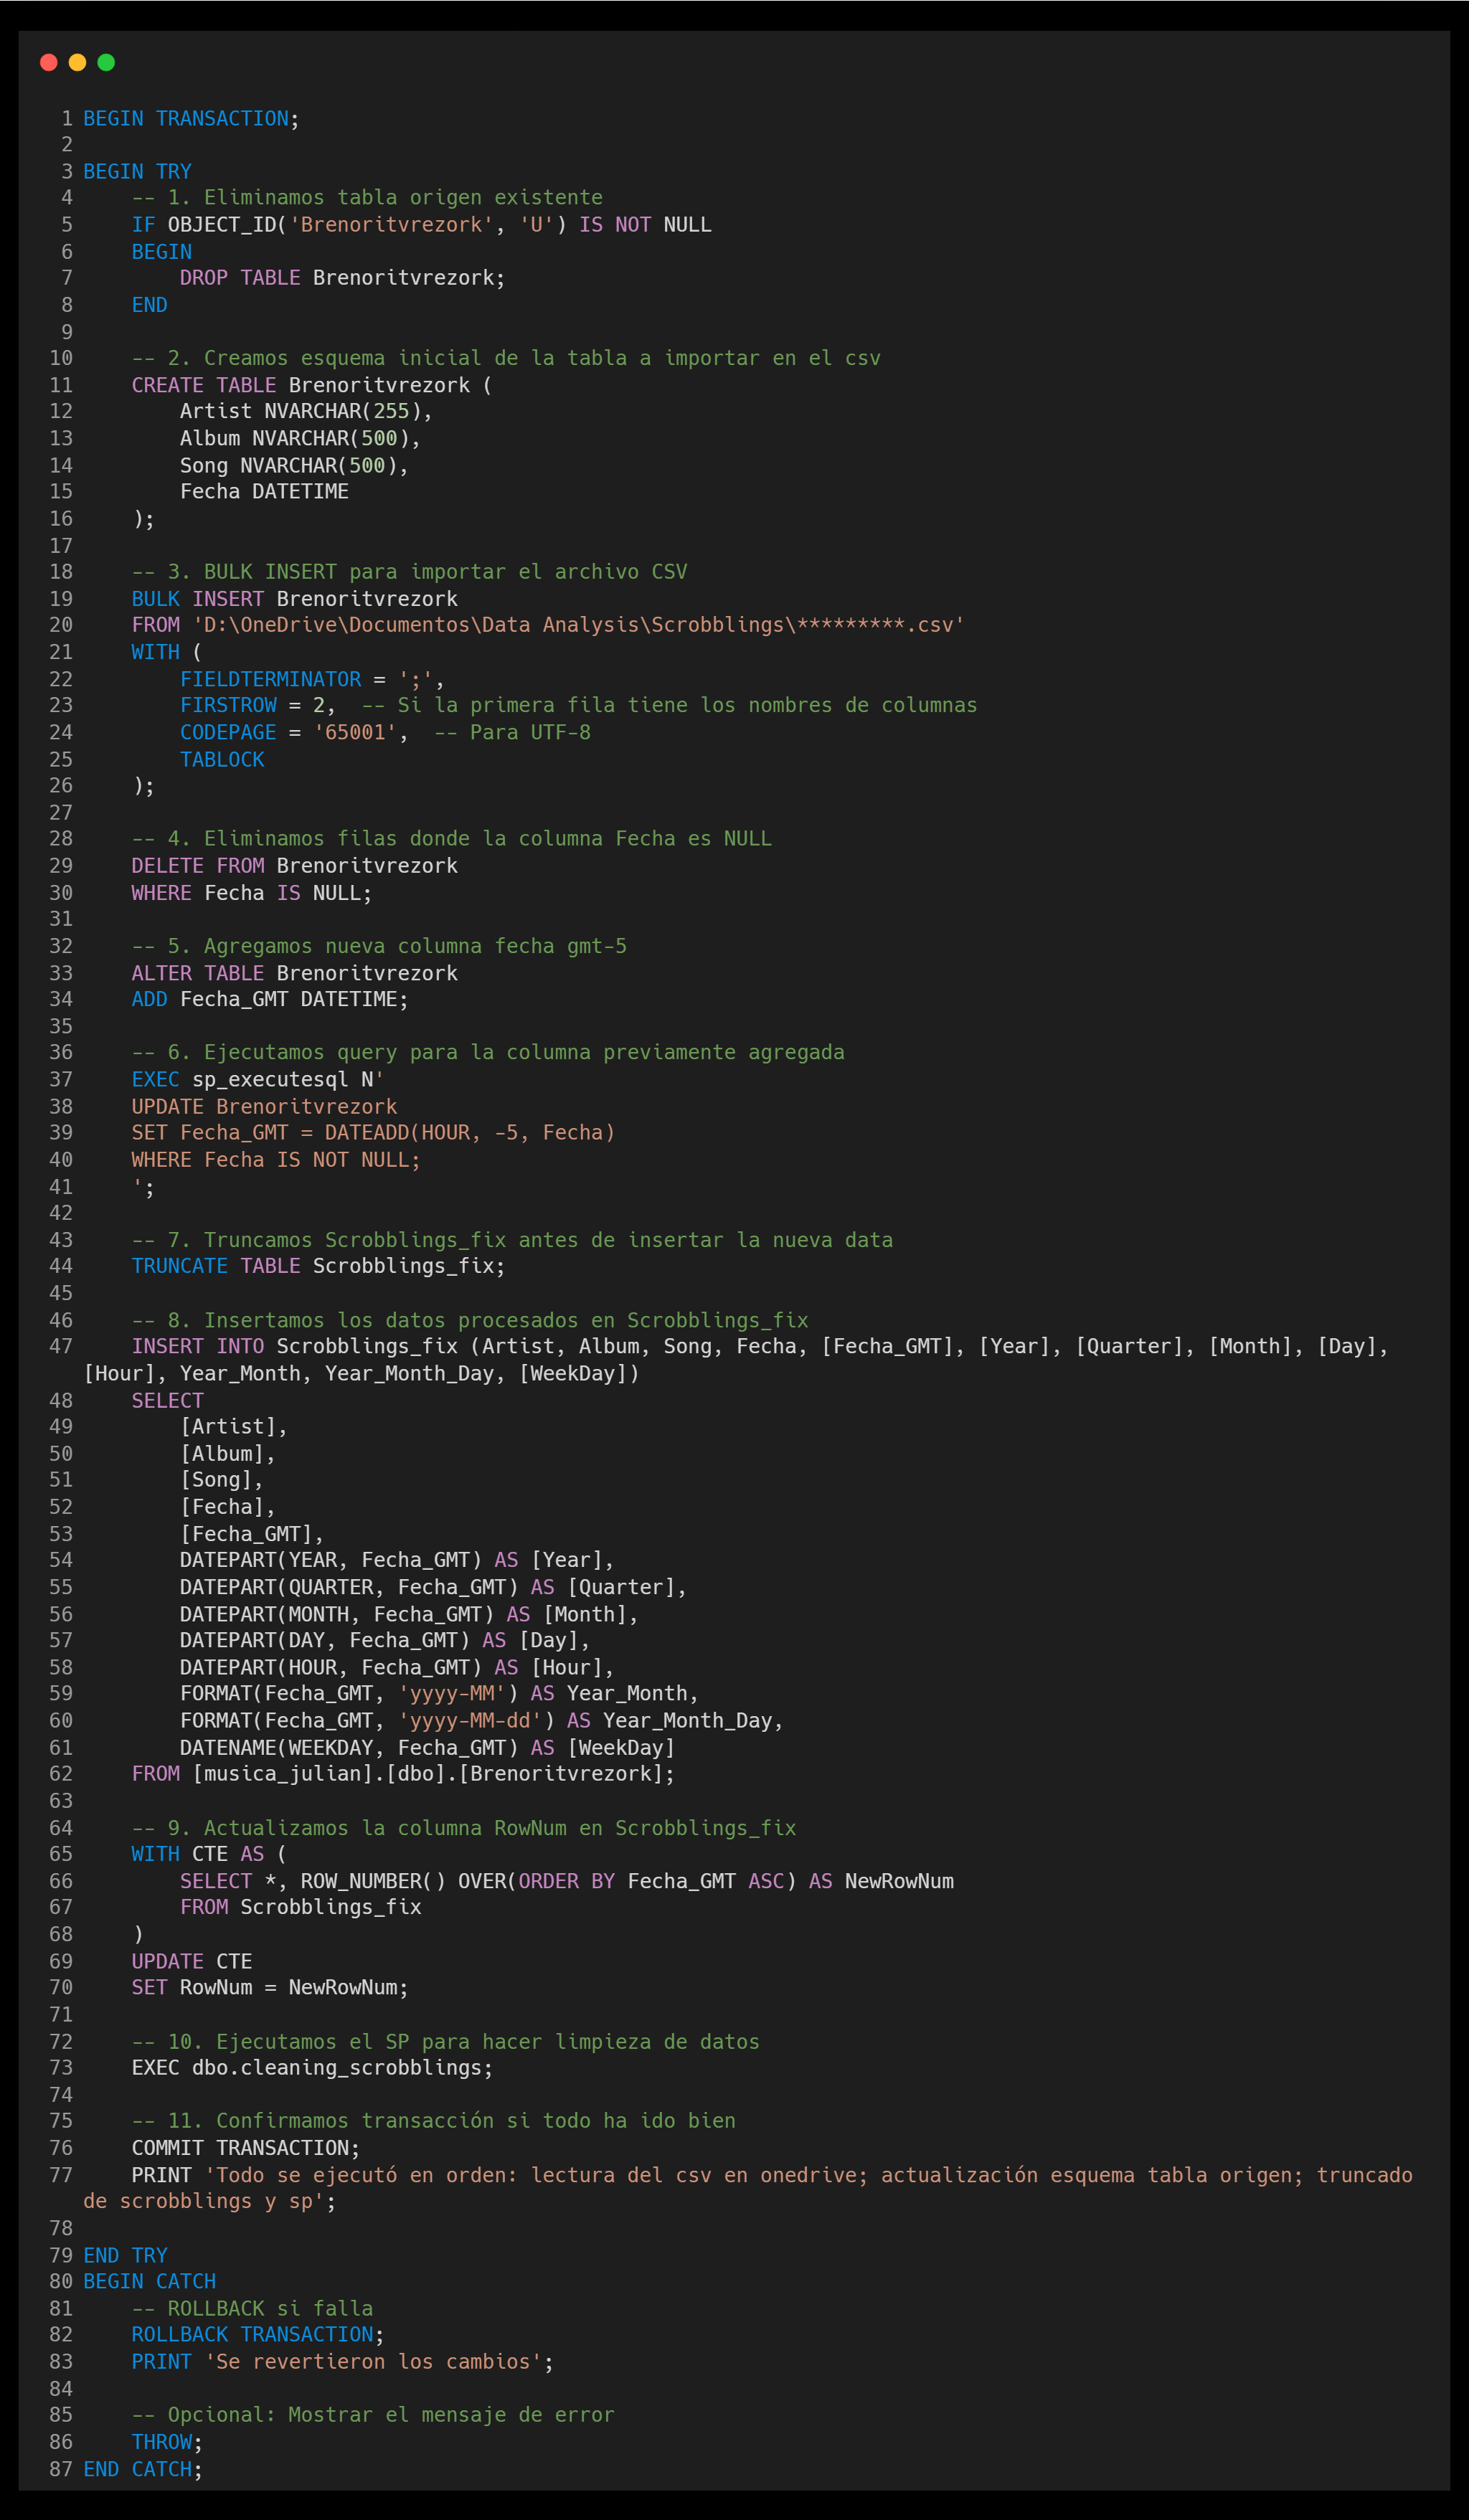 1 BEGIN TRANSACTION;
2
3 BEGIN TRY
4     -- 1. Eliminamos tabla origen existente
5     IF OBJECT_ID('Brenoritvrezork', 'U') IS NOT NULL
6     BEGIN
7         DROP TABLE Brenoritvrezork;
8     END
9
10     -- 2. Creamos esquema inicial de la tabla a importar en el csv
11     CREATE TABLE Brenoritvrezork (
12         Artist NVARCHAR(255),
13         Album NVARCHAR(500),
14         Song NVARCHAR(500),
15         Fecha DATETIME
16     );
17
18     -- 3. BULK INSERT para importar el archivo CSV
19     BULK INSERT Brenoritvrezork
20     FROM 'D:\OneDrive\Documentos\Data Analysis\Scrobblings\*********.csv'
21     WITH (
22         FIELDTERMINATOR = ';',
23         FIRSTROW = 2,  -- Si la primera fila tiene los nombres de columnas
24         CODEPAGE = '65001',  -- Para UTF-8
25         TABLOCK
26     );
27
28     -- 4. Eliminamos filas donde la columna Fecha es NULL
29     DELETE FROM Brenoritvrezork
30     WHERE Fecha IS NULL;
31
32     -- 5. Agregamos nueva columna fecha gmt-5
33     ALTER TABLE Brenoritvrezork
34     ADD Fecha_GMT DATETIME;
35
36     -- 6. Ejecutamos query para la columna previamente agregada
37     EXEC sp_executesql N'
38     UPDATE Brenoritvrezork
39     SET Fecha_GMT = DATEADD(HOUR, -5, Fecha)
40     WHERE Fecha IS NOT NULL;
41     ';
42
43     -- 7. Truncamos Scrobblings_fix antes de insertar la nueva data
44     TRUNCATE TABLE Scrobblings_fix;
45
46     -- 8. Insertamos los datos procesados en Scrobblings_fix
47     INSERT INTO Scrobblings_fix (Artist, Album, Song, Fecha, [Fecha_GMT], [Year], [Quarter], [Month], [Day],
[Hour], Year_Month, Year_Month_Day, [WeekDay])
48     SELECT
49         [Artist],
50         [Album],
51         [Song],
52         [Fecha],
53         [Fecha_GMT],
54         DATEPART(YEAR, Fecha_GMT) AS [Year],
55         DATEPART(QUARTER, Fecha_GMT) AS [Quarter],
56         DATEPART(MONTH, Fecha_GMT) AS [Month],
57         DATEPART(DAY, Fecha_GMT) AS [Day],
58         DATEPART(HOUR, Fecha_GMT) AS [Hour],
59         FORMAT(Fecha_GMT, 'yyyy-MM') AS Year_Month,
60         FORMAT(Fecha_GMT, 'yyyy-MM-dd') AS Year_Month_Day,
61         DATENAME(WEEKDAY, Fecha_GMT) AS [WeekDay]
62     FROM [musica_julian].[dbo].[Brenoritvrezork];
63
64     -- 9. Actualizamos la columna RowNum en Scrobblings_fix
65     WITH CTE AS (
66         SELECT *, ROW_NUMBER() OVER(ORDER BY Fecha_GMT ASC) AS NewRowNum
67         FROM Scrobblings_fix
68     )
69     UPDATE CTE
70     SET RowNum = NewRowNum;
71
72     -- 10. Ejecutamos el SP para hacer limpieza de datos
73     EXEC dbo.cleaning_scrobblings;
74
75     -- 11. Confirmamos transacción si todo ha ido bien
76     COMMIT TRANSACTION;
77     PRINT 'Todo se ejecutó en orden: lectura del csv en onedrive; actualización esquema tabla origen; truncado
de scrobblings y sp';
78
79 END TRY
80 BEGIN CATCH
81     -- ROLLBACK si falla
82     ROLLBACK TRANSACTION;
83     PRINT 'Se revertieron los cambios';
84
85     -- Opcional: Mostrar el mensaje de error
86     THROW;
87 END CATCH;